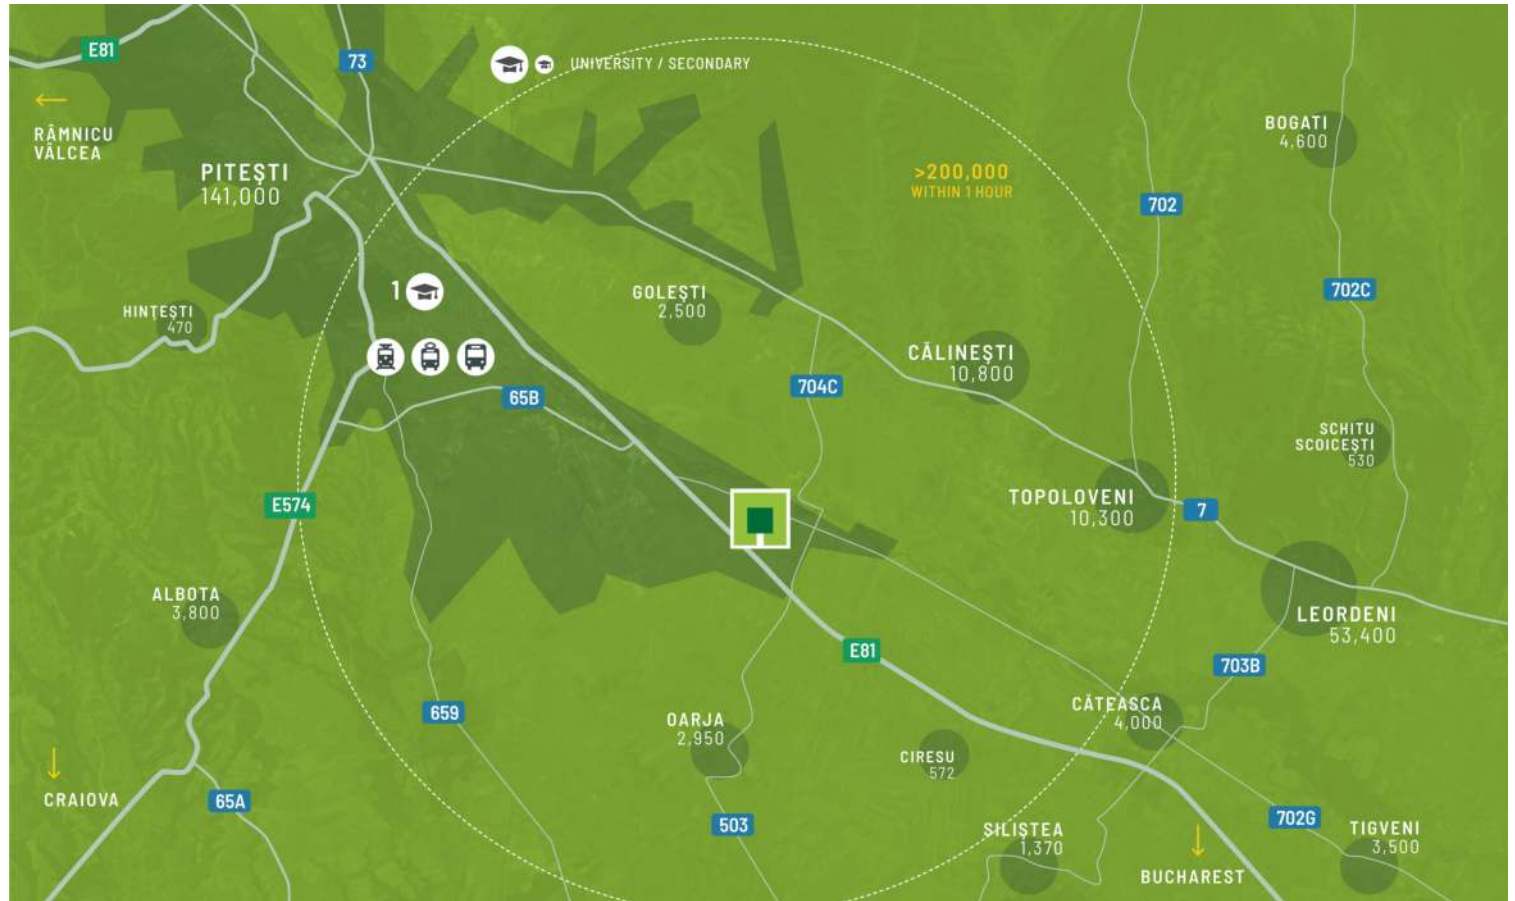 E81
73
UNIVERSITY / SECONDARY
RÂMNICU
VÂLCEA
PITEȘTI
141,000
>200,000
WITHIN 1 HOUR
BOGATI
4,600
702
702C
1
GOLEȘTI
2,500
HINȚEȘTI
470
CĂLINEȘTI
10,800
704C
65B
SCHITU
SCOICEȘTI
530
E574
TOPOLOVENI
10,300
7
ALBOTA
3,800
LEORDENI
53,400
E81
703B
659
OARJA
2,950
CĂTEASCA
4,000
CIRESU
572
CRAIOVA
65A
503
SILIȘTEA
1,370
702G
TIGVENI
3,500
BUCHAREST